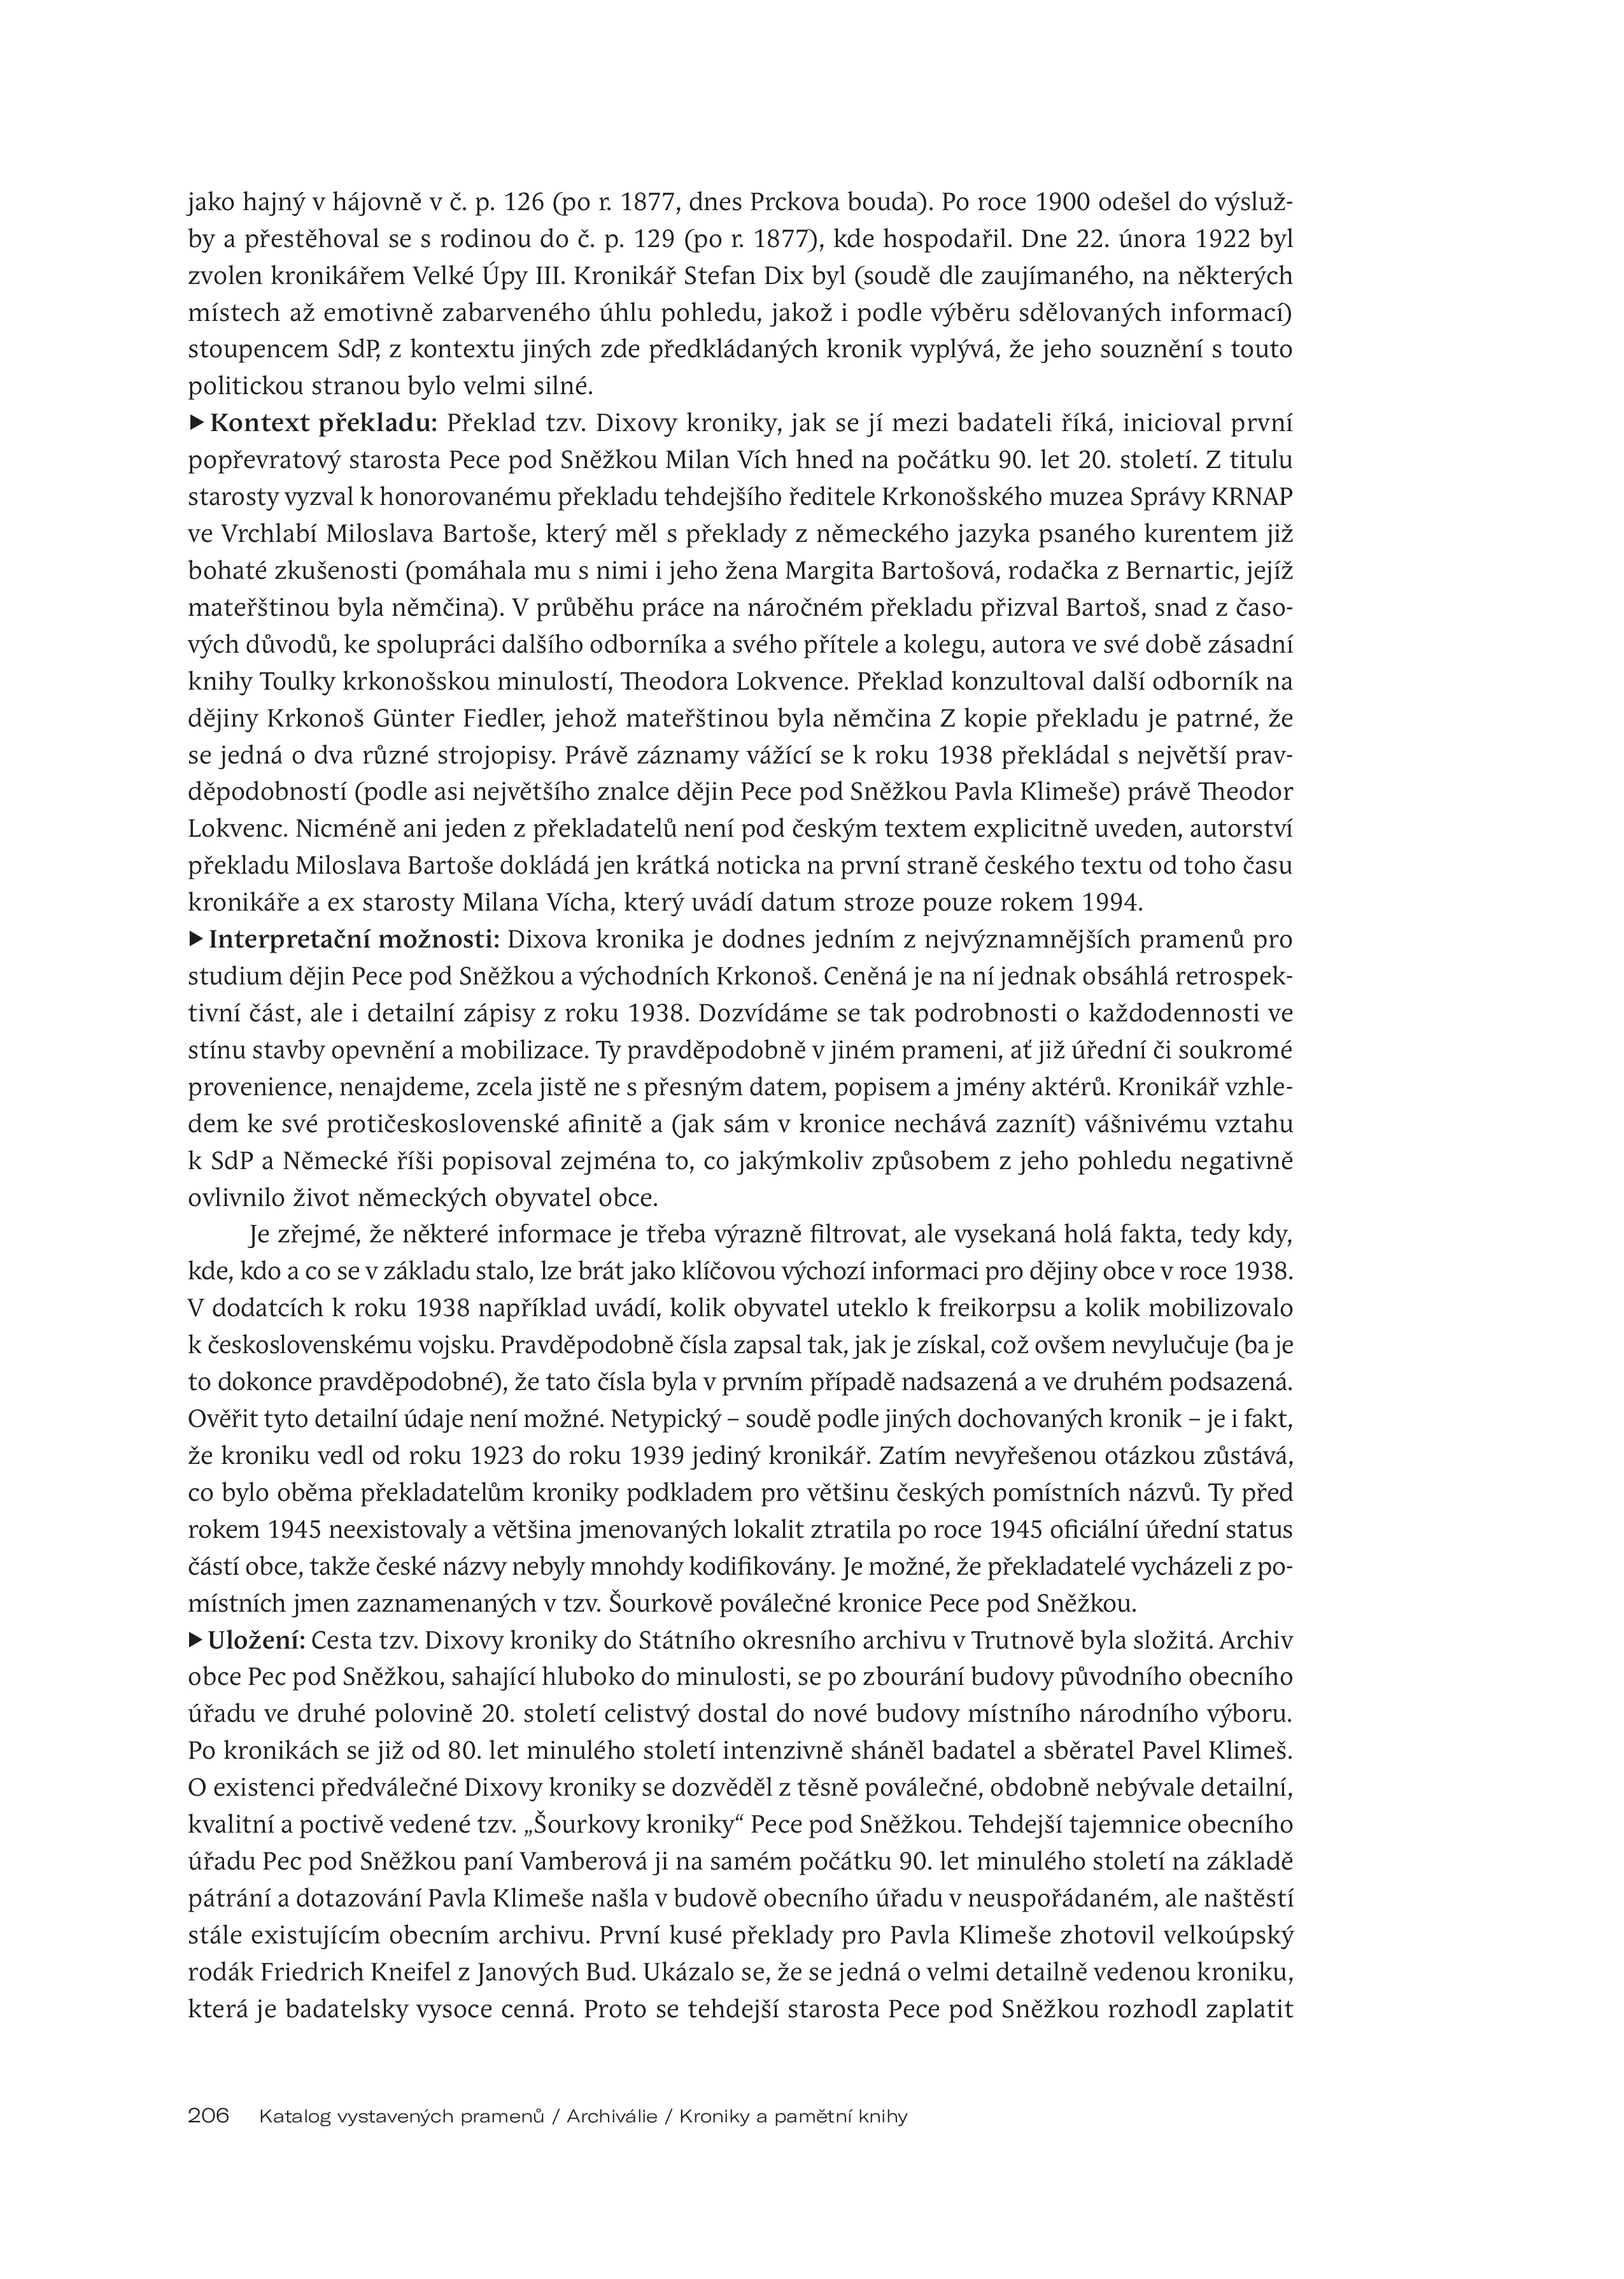 jako hajný v hájovně v č. p. 126 (po r. 1877, dnes Prckova bouda). Po roce 1900 odešel do výsluž-
by a přestěhoval se s rodinou do č. p. 129 (po r. 1877), kde hospodařil. Dne 22. února 1922 byl
zvolen kronikářem Velké Úpy III. Kronikář Stefan Dix byl (soudě dle zaujímaného, na některých
místech až emotivně zabarveného úhlu pohledu, jakož i podle výběru sdělovaných informací)
stoupencem SdP, z kontextu jiných zde předkládaných kronik vyplývá, že jeho souznění s touto
politickou stranou bylo velmi silné.
▶ Kontext překladu: Překlad tzv. Dixovy kroniky, jak se jí mezi badateli říká, inicioval první
popřevratový starosta Pece pod Sněžkou Milan Vích hned na počátku 90. let 20. století. Z titulu
starosty vyzval k honorovanému překladu tehdejšího ředitele Krkonošského muzea Správy KRNAP
ve Vrchlabí Miloslava Bartoše, který měl s překlady z německého jazyka psaného kurentem již
bohaté zkušenosti (pomáhala mu s nimi i jeho žena Margita Bartošová, rodačka z Bernartic, jejíž
mateřštinou byla němčina). V průběhu práce na náročném překladu přizval Bartoš, snad z časo-
vých důvodů, ke spolupráci dalšího odborníka a svého přítele a kolegu, autora ve své době zásadní
knihy Toulky krkonošskou minulostí, Theodora Lokvence. Překlad konzultoval další odborník na
dějiny Krkonoš Günter Fiedler, jehož mateřštinou byla němčina Z kopie překladu je patrné, že
se jedná o dva různé strojopisy. Právě záznamy vážící se k roku 1938 překládal s největší prav-
děpodobností (podle asi největšího znalce dějin Pece pod Sněžkou Pavla Klimeše) právě Theodor
Lokvenc. Nicméně ani jeden z překladatelů není pod českým textem explicitně uveden, autorství
překladu Miloslava Bartoše dokládá jen krátká noticka na první straně českého textu od toho času
kronikáře a ex starosty Milana Vícha, který uvádí datum stroze pouze rokem 1994.
▶ Interpretační možnosti: Dixova kronika je dodnes jedním z nejvýznamnějších pramenů pro
studium dějin Pece pod Sněžkou a východních Krkonoš. Ceněná je na ní jednak obsáhlá retrospek-
tivní část, ale i detailní zápisy z roku 1938. Dozvídáme se tak podrobnosti o každodennosti ve
stínu stavby opevnění a mobilizace. Ty pravděpodobně v jiném prameni, ať již úřední či soukromé
provenience, nenajdeme, zcela jistě ne s přesným datem, popisem a jmény aktérů. Kronikář vzhle-
dem ke své protičeskoslovenské afinitě a (jak sám v kronice nechává zaznít) vášnivému vztahu
k SdP a Německé říši popisoval zejména to, co jakýmkoliv způsobem z jeho pohledu negativně
ovlivnilo život německých obyvatel obce.
Je zřejmé, že některé informace je třeba výrazně filtrovat, ale vysekaná holá fakta, tedy kdy,
kde, kdo a co se v základu stalo, lze brát jako klíčovou výchozí informaci pro dějiny obce v roce 1938.
V dodatcích k roku 1938 například uvádí, kolik obyvatel uteklo k freikorpsu a kolik mobilizovalo
k československému vojsku. Pravděpodobně čísla zapsal tak, jak je získal, což ovšem nevylučuje (ba je
to dokonce pravděpodobné), že tato čísla byla v prvním případě nadsazená a ve druhém podsazená.
Ověřit tyto detailní údaje není možné. Netypický – soudě podle jiných dochovaných kronik – je i fakt,
že kroniku vedl od roku 1923 do roku 1939 jediný kronikář. Zatím nevyřešenou otázkou zůstává,
co bylo oběma překladatelům kroniky podkladem pro většinu českých pomístních názvů. Ty před
rokem 1945 neexistovaly a většina jmenovaných lokalit ztratila po roce 1945 oficiální úřední status
částí obce, takže české názvy nebyly mnohdy kodifikovány. Je možné, že překladatelé vycházeli z po-
místních jmen zaznamenaných v tzv. Šourkově poválečné kronice Pece pod Sněžkou.
▶ Uložení: Cesta tzv. Dixovy kroniky do Státního okresního archivu v Trutnově byla složitá. Archiv
obce Pec pod Sněžkou, sahající hluboko do minulosti, se po zbourání budovy původního obecního
úřadu ve druhé polovině 20. století celistvý dostal do nové budovy místního národního výboru.
Po kronikách se již od 80. let minulého století intenzivně sháněl badatel a sběratel Pavel Klimeš.
O existenci předválečné Dixovy kroniky se dozvěděl z těsně poválečné, obdobně nebývale detailní,
kvalitní a poctivě vedené tzv. „Šourkovy kroniky“ Pece pod Sněžkou. Tehdejší tajemnice obecního
úřadu Pec pod Sněžkou paní Vamberová ji na samém počátku 90. let minulého století na základě
pátrání a dotazování Pavla Klimeše našla v budově obecního úřadu v neuspořádaném, ale naštěstí
stále existujícím obecním archivu. První kusé překlady pro Pavla Klimeše zhotovil velkoúpský
rodák Friedrich Kneifel z Janových Bud. Ukázalo se, že se jedná o velmi detailně vedenou kroniku,
která je badatelsky vysoce cenná. Proto se tehdejší starosta Pece pod Sněžkou rozhodl zaplatit
206 Katalog vystavených pramenů / Archiválie / Kroniky a pamětní knihy